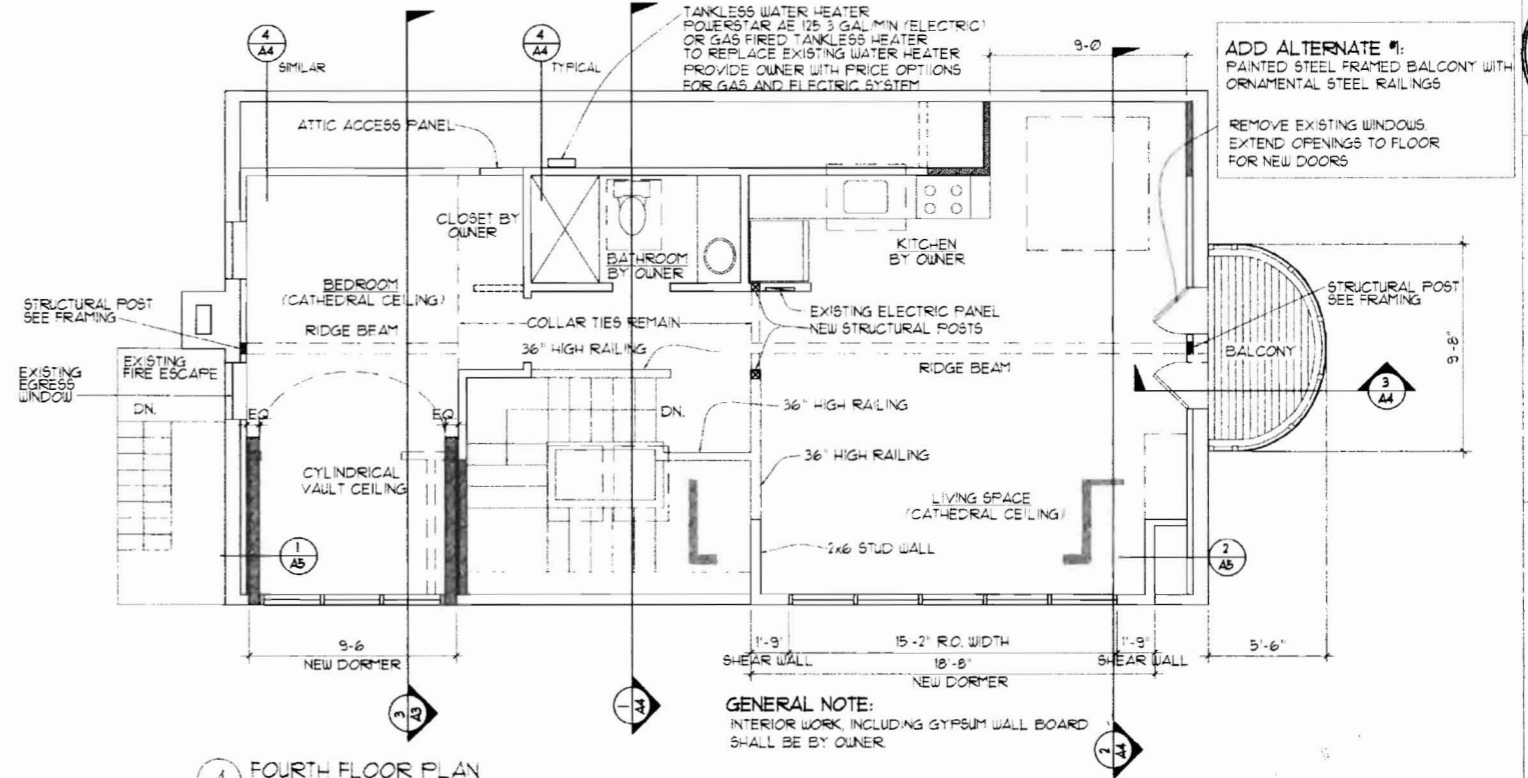 TANKLESS WATER HEATER
POWERSTAR AE 125 3 GAL/MIN (ELECTRIC)
OR GAS FIRED TANKLESS HEATER
TO REPLACE EXISTING WATER HEATER
PROVIDE OWNER WITH PRICE OPTIIONS
FOR GAS AND ELECTRIC SYSTEM
4
A4
SIMILAR
4
A4
TYPICAL
9-0
ADD ALTERNATE #1:
PAINTED STEEL FRAMED BALCONY WITH
ORNAMENTAL STEEL RAILINGS
REMOVE EXISTING WINDOWS.
EXTEND OPENINGS TO FLOOR
FOR NEW DOORS
ATTIC ACCESS PANEL
CLOSET BY
OWNER
BATHROOM
BY OWNER
KITCHEN
BY OWNER
BEDROOM
(CATHEDRAL CEILING)
STRUCTURAL POST
SEE FRAMING
RIDGE BEAM
COLLAR TIES REMAIN
EXISTING ELECTRIC PANEL
NEW STRUCTURAL POSTS
STRUCTURAL POST
SEE FRAMING
36" HIGH RAILING
RIDGE BEAM
BALCONY
9'-8"
EXISTING
FIRE ESCAPE
EXISTING
EGRESS
WINDOW
DN.
EQ.
EQ.
DN.
36" HIGH RAILING
3
A4
36" HIGH RAILING
CYLINDRICAL
VAULT CEILING
LIVING SPACE
(CATHEDRAL CEILING)
2x6 STUD WALL
1
A5
2
A5
9-6
NEW DORMER
1'-9"
SHEAR WALL
15-2" R.O. WIDTH
1'-9"
SHEAR WALL
18'-8"
NEW DORMER
5'-6"
3
A3
1
A4
2
A4
GENERAL NOTE:
INTERIOR WORK, INCLUDING GYPSUM WALL BOARD
SHALL BE BY OWNER.
FOURTH FLOOR PLAN